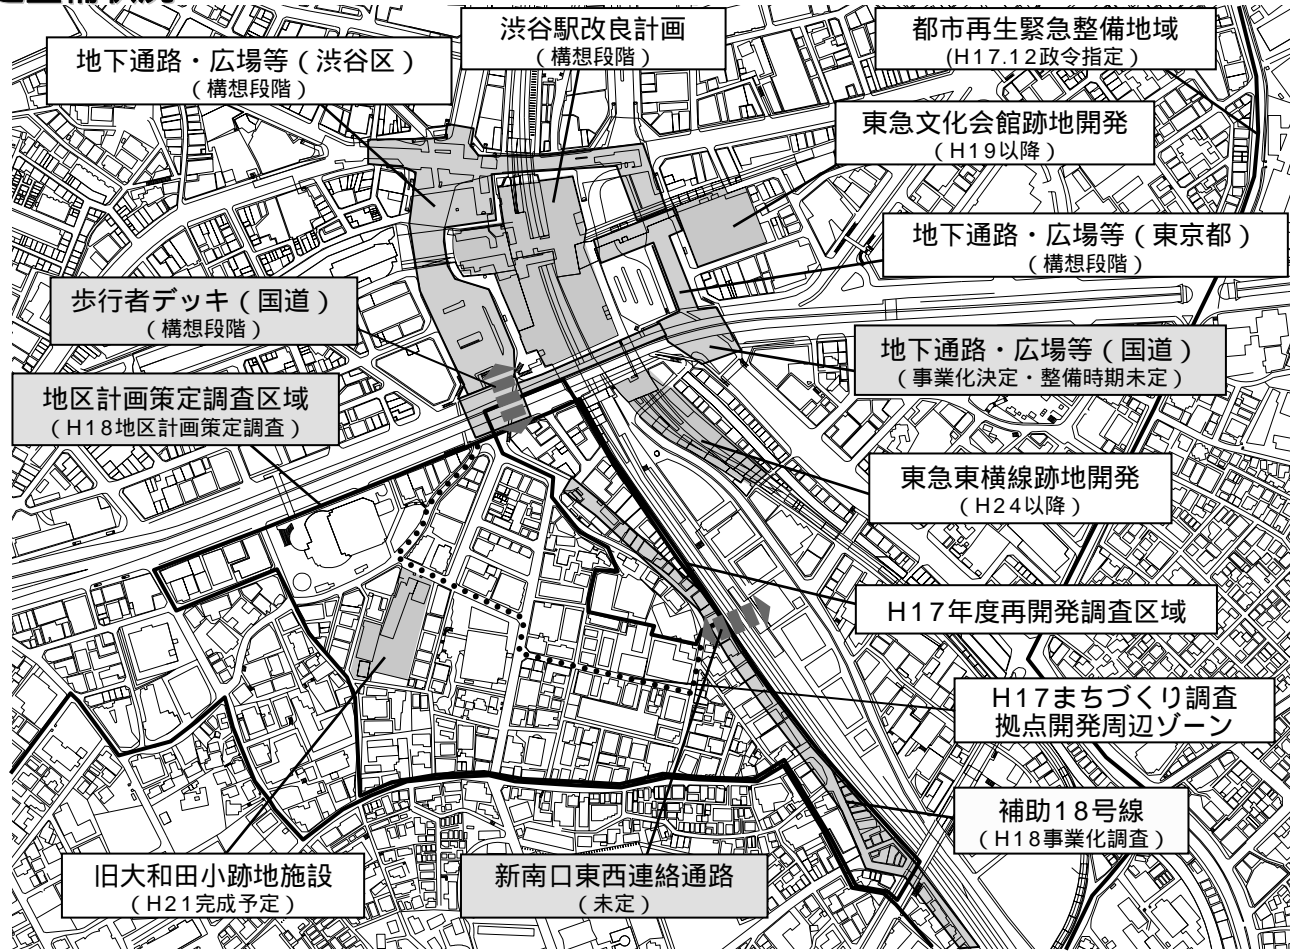 渋谷駅改良計画
(構想段階)
都市再生緊急整備地域
(H17.12政令指定)
地下通路・広場等(渋谷区)
(構想段階)
東急文化会館跡地開発
(H19以降)
地下通路・広場等(東京都)
(構想段階)
歩行者デッキ(国道)
(構想段階)
地下通路・広場等(国道)
(事業化決定・整備時期未定)
地区計画策定調査区域
(H18地区計画策定調査)
東急東横線跡地開発
(H24以降)
H17年度再開発調査区域
H17まちづくり調査
拠点開発周辺ゾーン
補助18号線
(H18事業化調査)
旧大和田小跡地施設
(H21完成予定)
新南口東西連絡通路
(未定)